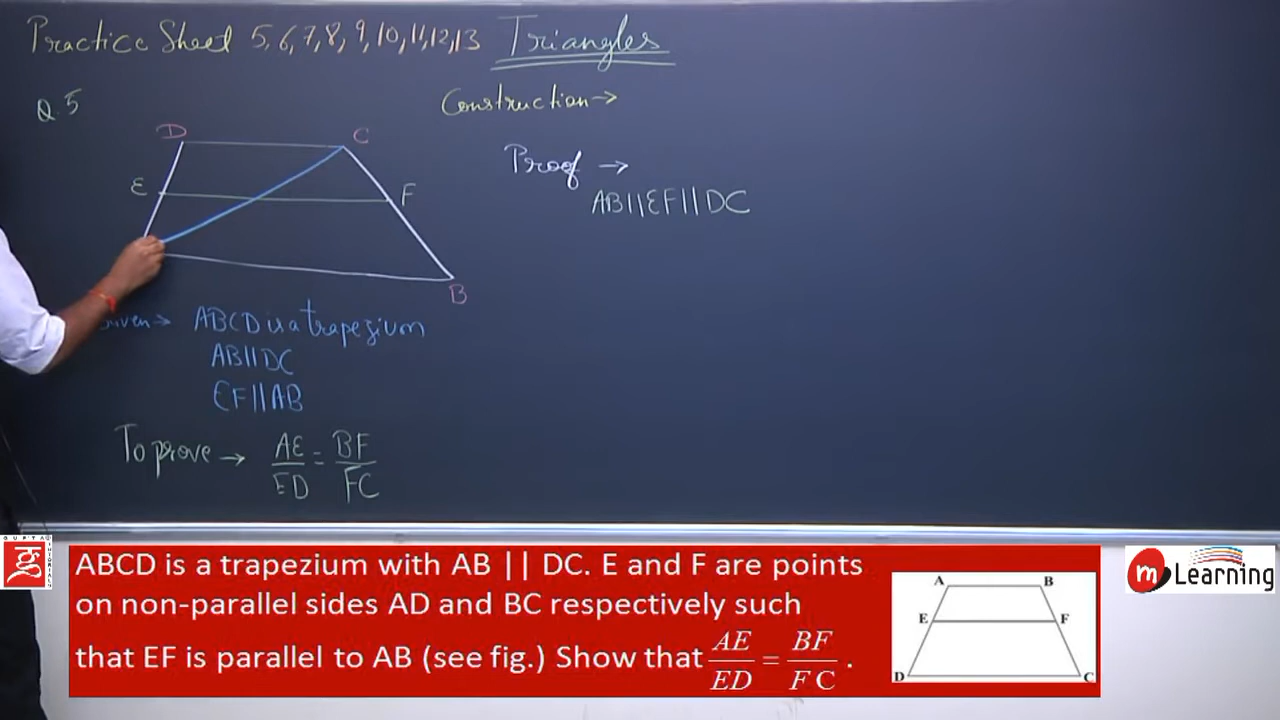 Practice Sheet 5,6,7,8,9,10,11,12,13 Triangles
Q.5
Construction→
D
C
E
F
B
Proof →
AB||EF||DC
Given→ ABCD is a trapezium
AB||DC
EF||AB
To prove → AE/ED = BF/FC
GUPTA
ABCD is a trapezium with AB || DC. E and F are points
on non-parallel sides AD and BC respectively such
that EF is parallel to AB (see fig.) Show that AE/ED = BF/F C .
A
B
E
F
D
C
m Learning